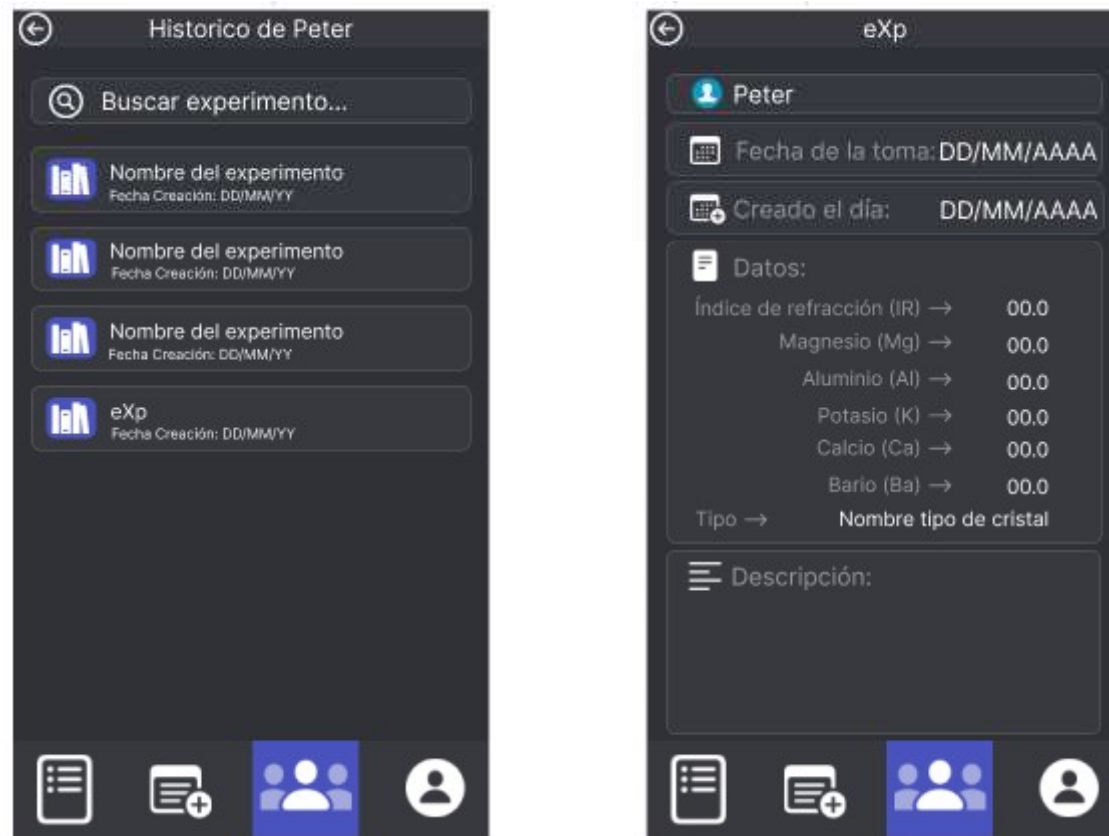 Historico de Peter
Buscar experimento...
Nombre del experimento
Fecha Creación: DD/MM/YY
Nombre del experimento
Fecha Creación: DD/MM/YY
Nombre del experimento
Fecha Creación: DD/MM/YY
eXp
Fecha Creación: DD/MM/YY
eXp
Peter
Fecha de la toma: DD/MM/AAAA
Creado el día: DD/MM/AAAA
Datos:
Índice de refracción (IR) → 00.0
Magnesio (Mg) → 00.0
Aluminio (Al) → 00.0
Potasio (K) → 00.0
Calcio (Ca) → 00.0
Bario (Ba) → 00.0
Tipo → Nombre tipo de cristal
Descripción: